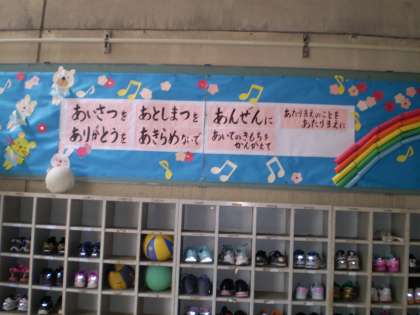 あいさつを
ありがとうを
あとしまつを
あきらめないで
あんぜんに
あいてのきもちを
かんがえて
あたりまえのことを
あたりまえに